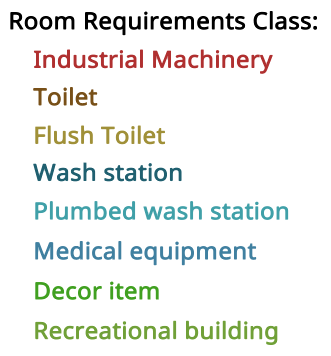 Room Requirements Class:
Industrial Machinery
Toilet
Flush Toilet
Wash station
Plumbed wash station
Medical equipment
Decor item
Recreational building